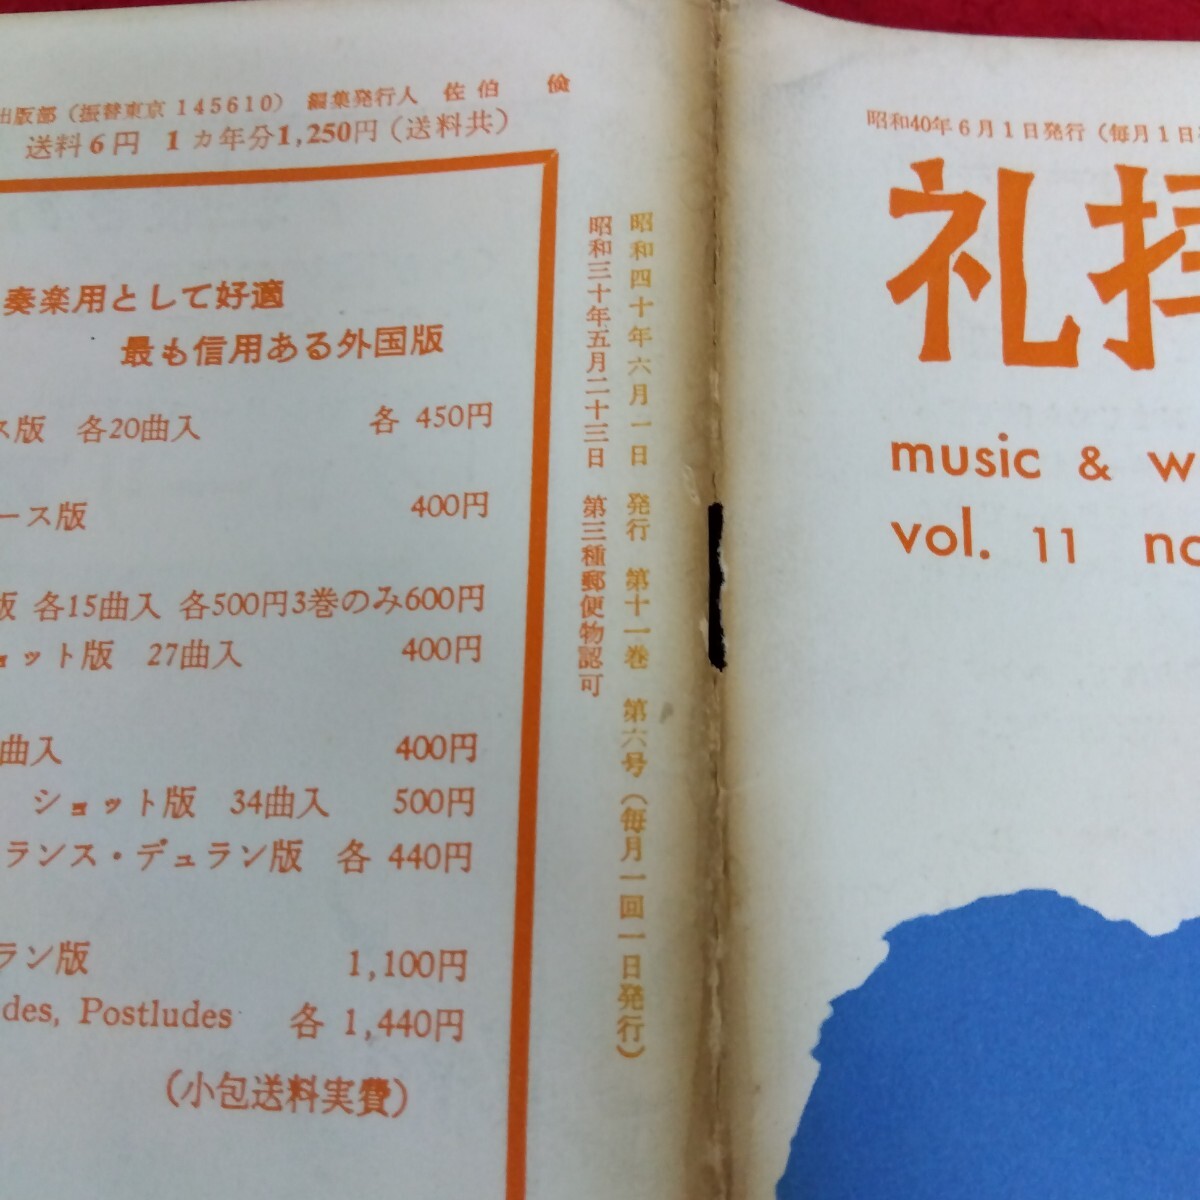 出版部（振替東京 145610） 編集発行人 佐伯 倹
送料6円 1カ年分1,250円（送料共）
奏楽用として好適
最も信用ある外国版
ス版 各20曲入 各 450円
ース版 400円
版 各15曲入 各500円3巻のみ600円
ョット版 27曲入 400円
曲入 400円
ショット版 34曲入 500円
ランス・デュラン版 各 440円
ラン版 1,100円
des, Postludes 各 1,440円
（小包送料実費）
昭和四十年六月一日 発行 第十一巻 第六号（毎月一回一日発行）
昭和三十年五月二十三日 第三種郵便物認可
昭和40年6月1日発行（毎月1日
礼拝
music & w
vol. 11 no